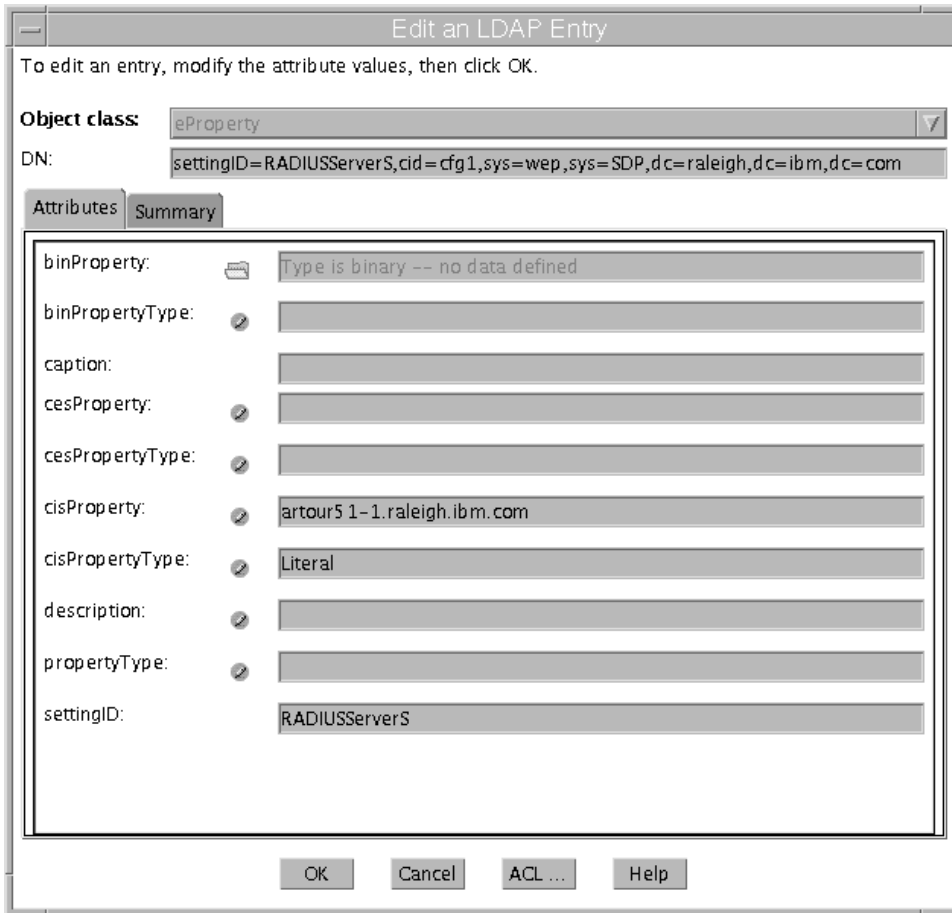 Edit an LDAP Entry
To edit an entry, modify the attribute values, then click OK.
Object class: eProperty
DN: settingID=RADIUSServerS,cid=cfg1,sys=wep,sys=SDP,dc=raleigh,dc=ibm,dc=com
Attributes Summary
binProperty: Type is binary -- no data defined
binPropertyType:
caption:
cesProperty:
cesPropertyType:
cisProperty: artour51-1.raleigh.ibm.com
cisPropertyType: Literal
description:
propertyType:
settingID: RADIUSServerS
OK Cancel ACL ... Help